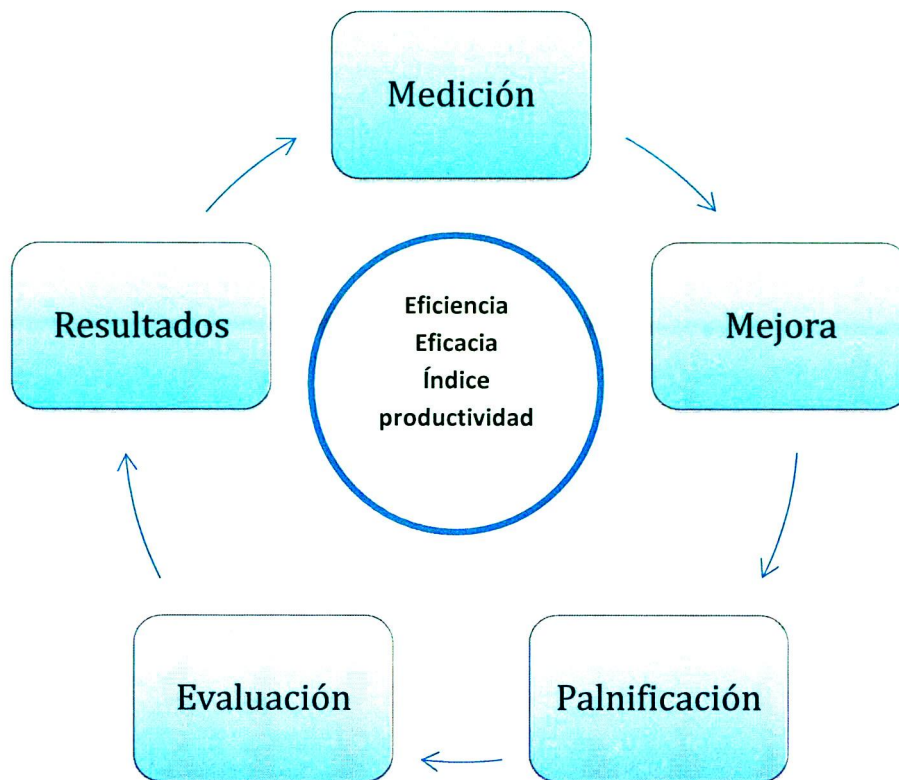 Medición
Mejora
Palnificación
Evaluación
Resultados
Eficiencia
Eficacia
Índice
productividad